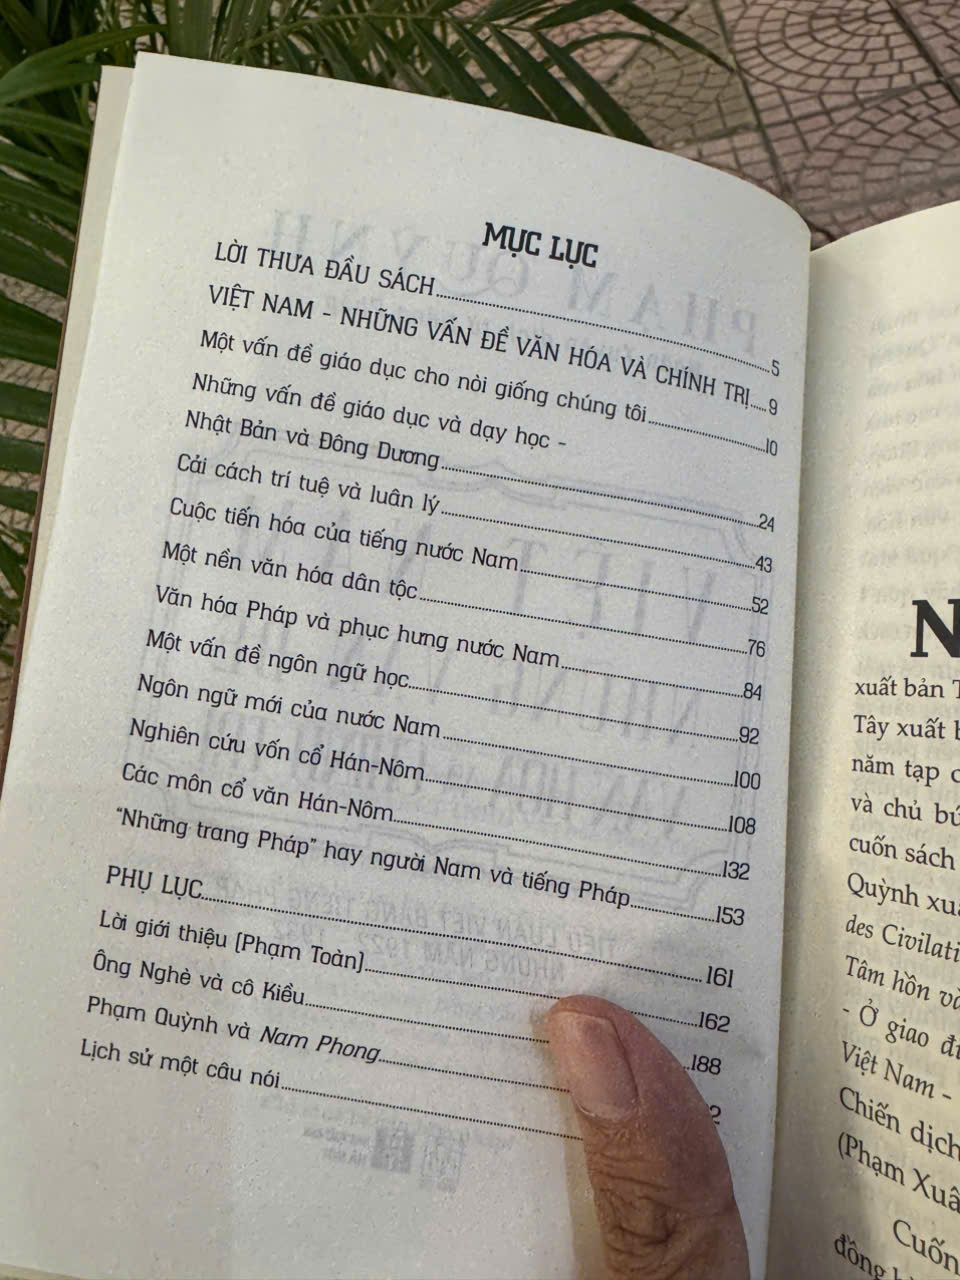 MỤC LỤC
LỜI THƯA ĐẦU SÁCH 5
VIỆT NAM - NHỮNG VẤN ĐỀ VĂN HÓA VÀ CHÍNH TRỊ 9
Một vấn đề giáo dục cho nòi giống chúng tôi 10
Những vấn đề giáo dục và dạy học -
Nhật Bản và Đông Dương 24
Cải cách trí tuệ và luân lý 43
Cuộc tiến hóa của tiếng nước Nam 52
Một nền văn hóa dân tộc 76
Văn hóa Pháp và phục hưng nước Nam 84
Một vấn đề ngôn ngữ học 92
Ngôn ngữ mới của nước Nam 100
Nghiên cứu vốn cổ Hán-Nôm 108
Các môn cổ văn Hán-Nôm 132
“Những trang Pháp” hay người Nam và tiếng Pháp 153
PHỤ LỤC 161
Lời giới thiệu (Phạm Toàn) 162
Ông Nghè và cô Kiều 188
Phạm Quỳnh và Nam Phong 2
Lịch sử một câu nói
N
xuất bản T
Tây xuất b
năm tạp c
và chủ bú
cuốn sách
Quỳnh xuấ
des Civilati
Tâm hồn và
- Ở giao đi
Việt Nam -
Chiến dịch
(Phạm Xuâ
Cuốn
đồng h